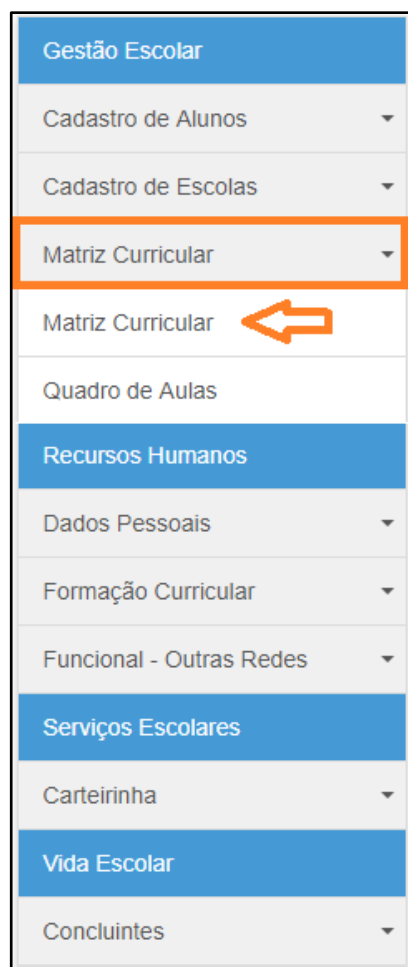 Gestão Escolar
Cadastro de Alunos
Cadastro de Escolas
Matriz Curricular
Matriz Curricular
Quadro de Aulas
Recursos Humanos
Dados Pessoais
Formação Curricular
Funcional - Outras Redes
Serviços Escolares
Carteirinha
Vida Escolar
Concluintes